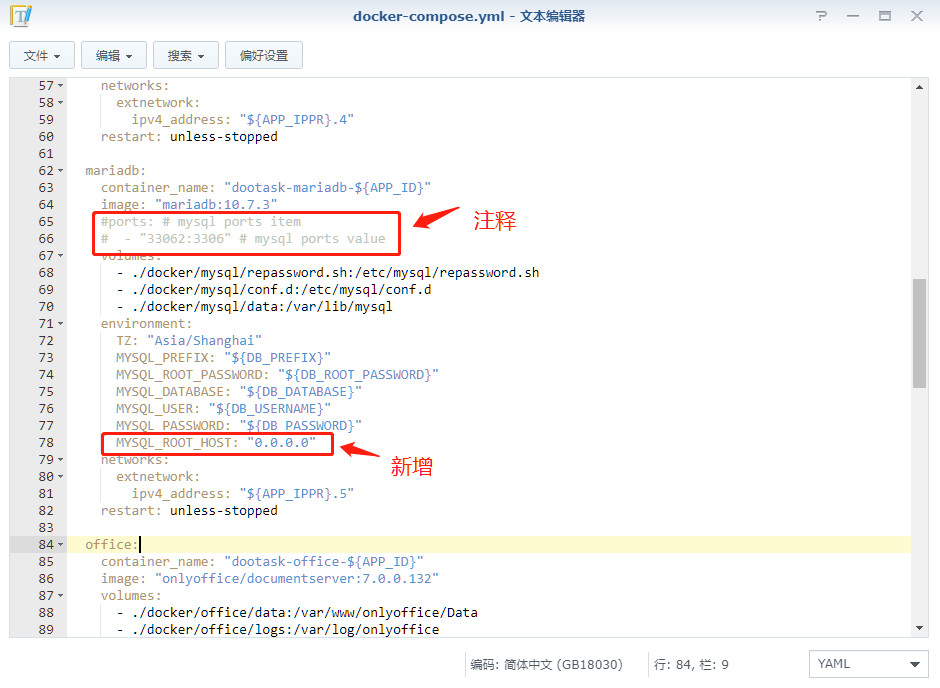 docker-compose.yml - 文本编辑器
文件 编辑 搜索 偏好设置
57 networks:
58 extnetwork:
59 ipv4_address: "${APP_IPPR}.4"
60 restart: unless-stopped
61
62 mariadb:
63 container_name: "dootask-mariadb-${APP_ID}"
64 image: "mariadb:10.7.3"
65 #ports: # mysql ports item
66 #  - "33062:3306" # mysql ports value
注释
67 volumes:
68 - ./docker/mysql/repassword.sh:/etc/mysql/repassword.sh
69 - ./docker/mysql/conf.d:/etc/mysql/conf.d
70 - ./docker/mysql/data:/var/lib/mysql
71 environment:
72 TZ: "Asia/Shanghai"
73 MYSQL_PREFIX: "${DB_PREFIX}"
74 MYSQL_ROOT_PASSWORD: "${DB_ROOT_PASSWORD}"
75 MYSQL_DATABASE: "${DB_DATABASE}"
76 MYSQL_USER: "${DB_USERNAME}"
77 MYSQL_PASSWORD: "${DB_PASSWORD}"
78 MYSQL_ROOT_HOST: "0.0.0.0"
新增
79 networks:
80 extnetwork:
81 ipv4_address: "${APP_IPPR}.5"
82 restart: unless-stopped
83
84 office:
85 container_name: "dootask-office-${APP_ID}"
86 image: "onlyoffice/documentserver:7.0.0.132"
87 volumes:
88 - ./docker/office/data:/var/www/onlyoffice/Data
89 - ./docker/office/logs:/var/log/onlyoffice
编码: 简体中文 (GB18030) 行: 84, 栏: 9 YAML